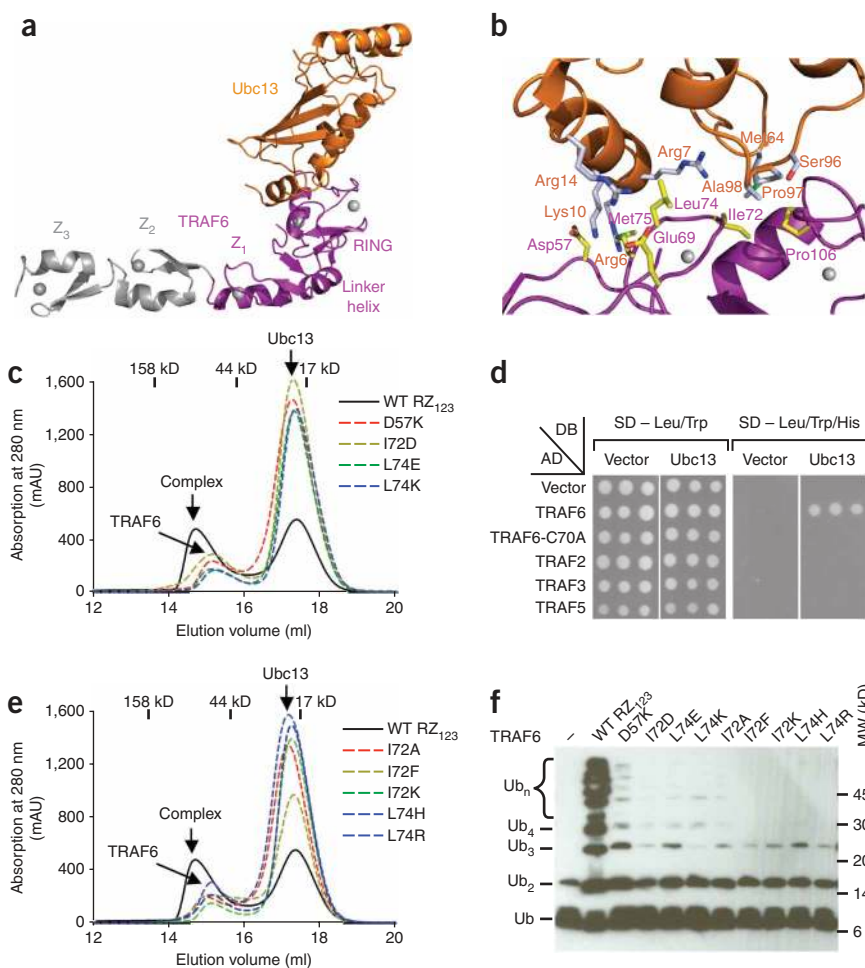 a
Ubc13
TRAF6
Z3
Z2
Z1
RING
Linker
helix
b
Met64
Arg7
Ser96
Arg14
Ala98
Pro97
Lys10
Leu74
Met75
Ile72
Asp57
Glu69
Arg6
Pro106
c
Ubc13
158 kD
44 kD
17 kD
1,600
1,200
800
400
0
Absorption at 280 nm
(mAU)
Complex
TRAF6
WT RZ123
D57K
I72D
L74E
L74K
12
14
16
18
20
Elution volume (ml)
d
SD – Leu/Trp
SD – Leu/Trp/His
DB
AD
Vector
Ubc13
Vector
Ubc13
Vector
TRAF6
TRAF6-C70A
TRAF2
TRAF3
TRAF5
e
Ubc13
158 kD
44 kD
17 kD
1,600
1,200
800
400
0
Absorption at 280 nm
(mAU)
Complex
TRAF6
WT RZ123
I72A
I72F
I72K
L74H
L74R
12
14
16
18
20
Elution volume (ml)
f
TRAF6
–
WT RZ123
D57K
I72D
L74E
L74K
I72A
I72F
I72K
L74H
L74R
MW (kD)
Ubn
Ub4
Ub3
Ub2
Ub
45
30
20
14
6